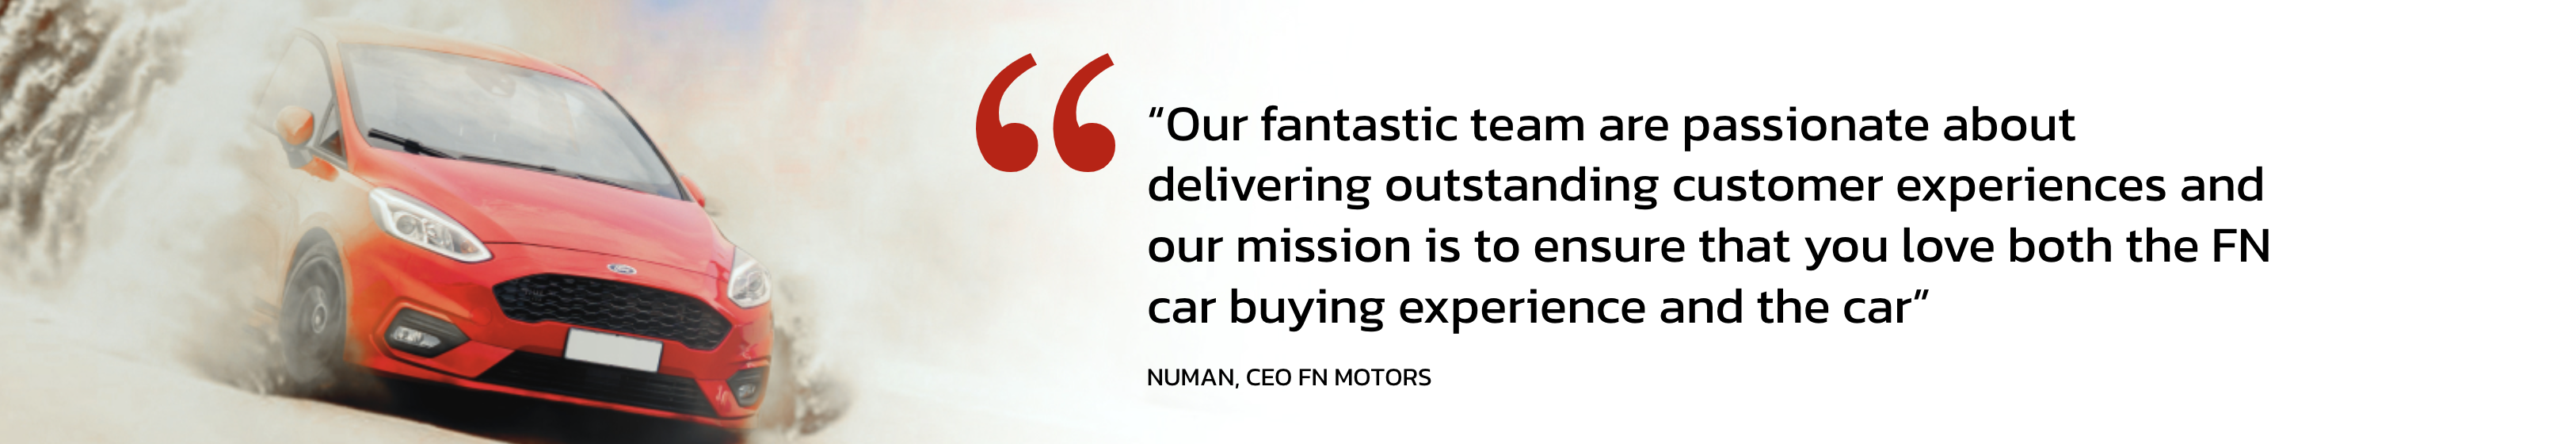 “Our fantastic team are passionate about
delivering outstanding customer experiences and
our mission is to ensure that you love both the FN
car buying experience and the car”
NUMAN, CEO FN MOTORS